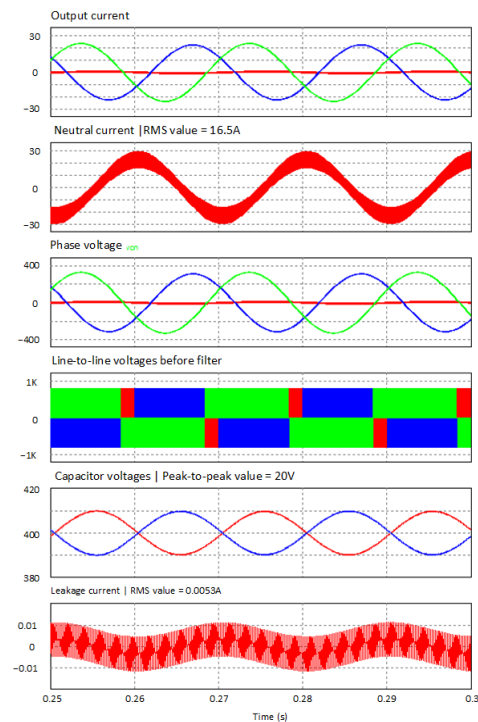 Output current
30
0
−30
Neutral current |RMS value = 16.5A
30
0
−30
Phase voltage
400
0
−400
Line-to-line voltages before filter
1K
0
−1K
Capacitor voltages | Peak-to-peak value = 20V
420
400
380
Leakage current | RMS value = 0.0053A
0.01
0
−0.01
0.25 0.26 0.27 0.28 0.29 0.3
Time (s)